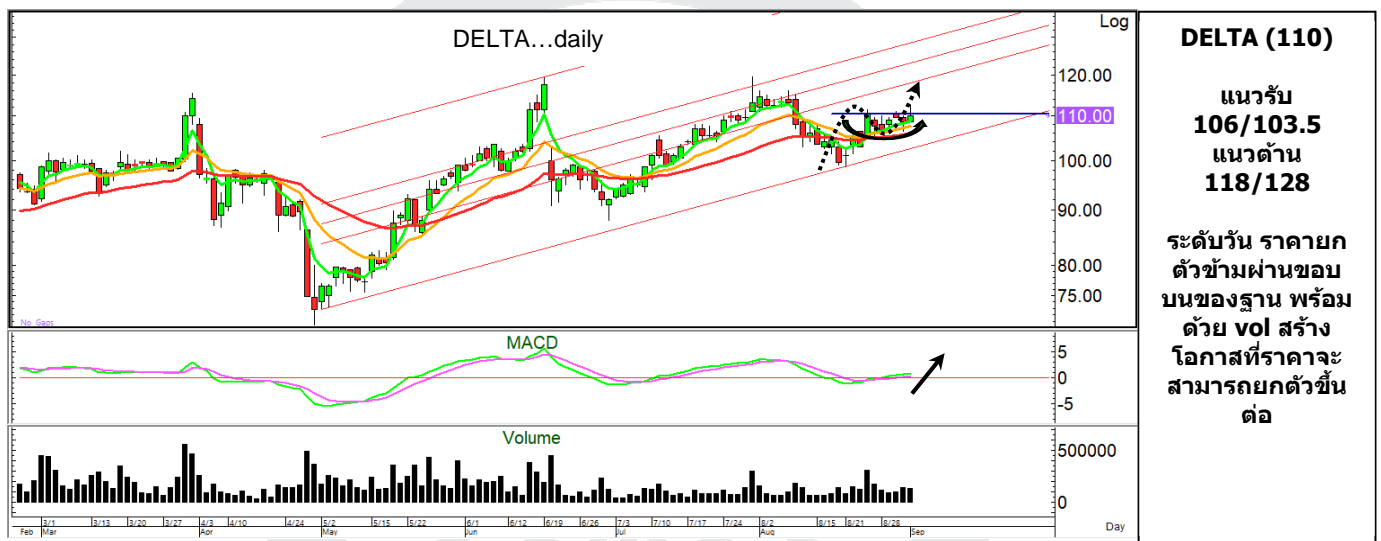 DELTA...daily
Log
120.00
110.00
100.00
90.00
80.00
75.00
No Gaps
MACD
5
0
-5
Volume
500000
0
3/1 3/13 3/20 3/27 4/3 4/10 4/24 5/2 5/15 5/22 6/1 6/12 6/19 6/26 7/3 7/10 7/17 7/24 8/2 8/15 8/21 8/28
Feb Mar Apr May Jun Jul Aug Sep
Day
DELTA (110)
แนวรับ
106/103.5
แนวต้าน
118/128
ระดับวัน ราคายก
ตัวข้ามผ่านขอบ
บนของฐาน พร้อม
ด้วย vol สร้าง
โอกาสที่ราคาจะ
สามารถยกตัวขึ้น
ต่อ